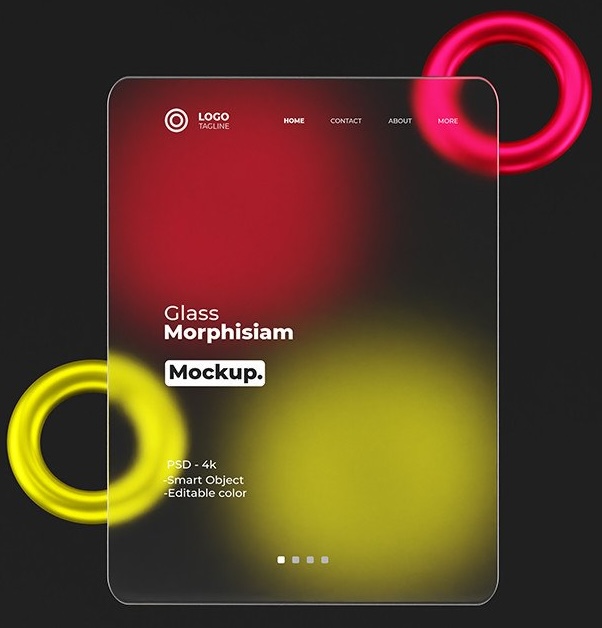 LOGO
TAGLINE
HOME CONTACT ABOUT MORE
Glass
Morphisiam
Mockup.
PSD - 4k
-Smart Object
-Editable color